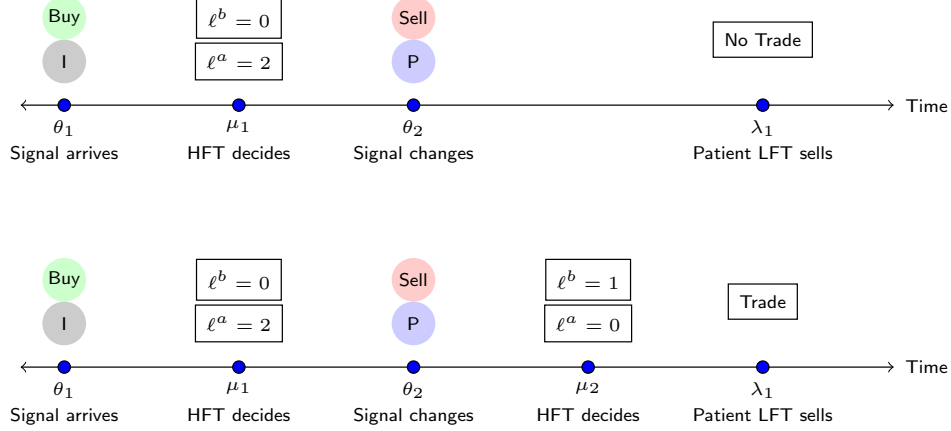 Buy ℓ^b = 0 Sell No Trade
I ℓ^a = 2 P
Time
θ₁ μ₁ θ₂ λ₁
Signal arrives HFT decides Signal changes Patient LFT sells
Buy ℓ^b = 0 Sell ℓ^b = 1 Trade
I ℓ^a = 2 P ℓ^a = 0
Time
θ₁ μ₁ θ₂ μ₂ λ₁
Signal arrives HFT decides Signal changes HFT decides Patient LFT sells